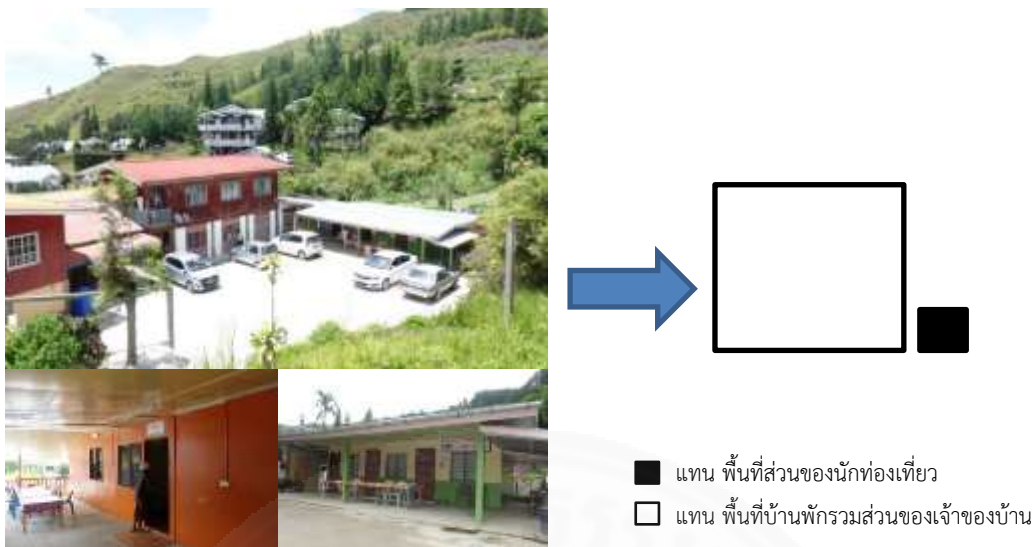 แทน พื้นที่ส่วนของนักท่องเที่ยว
แทน พื้นที่บ้านพักรวมส่วนของเจ้าของบ้าน